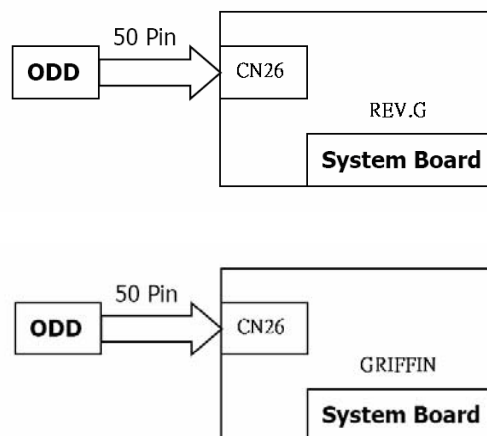 50 Pin
ODD
CN26
REV.G
System Board
50 Pin
ODD
CN26
GRIFFIN
System Board